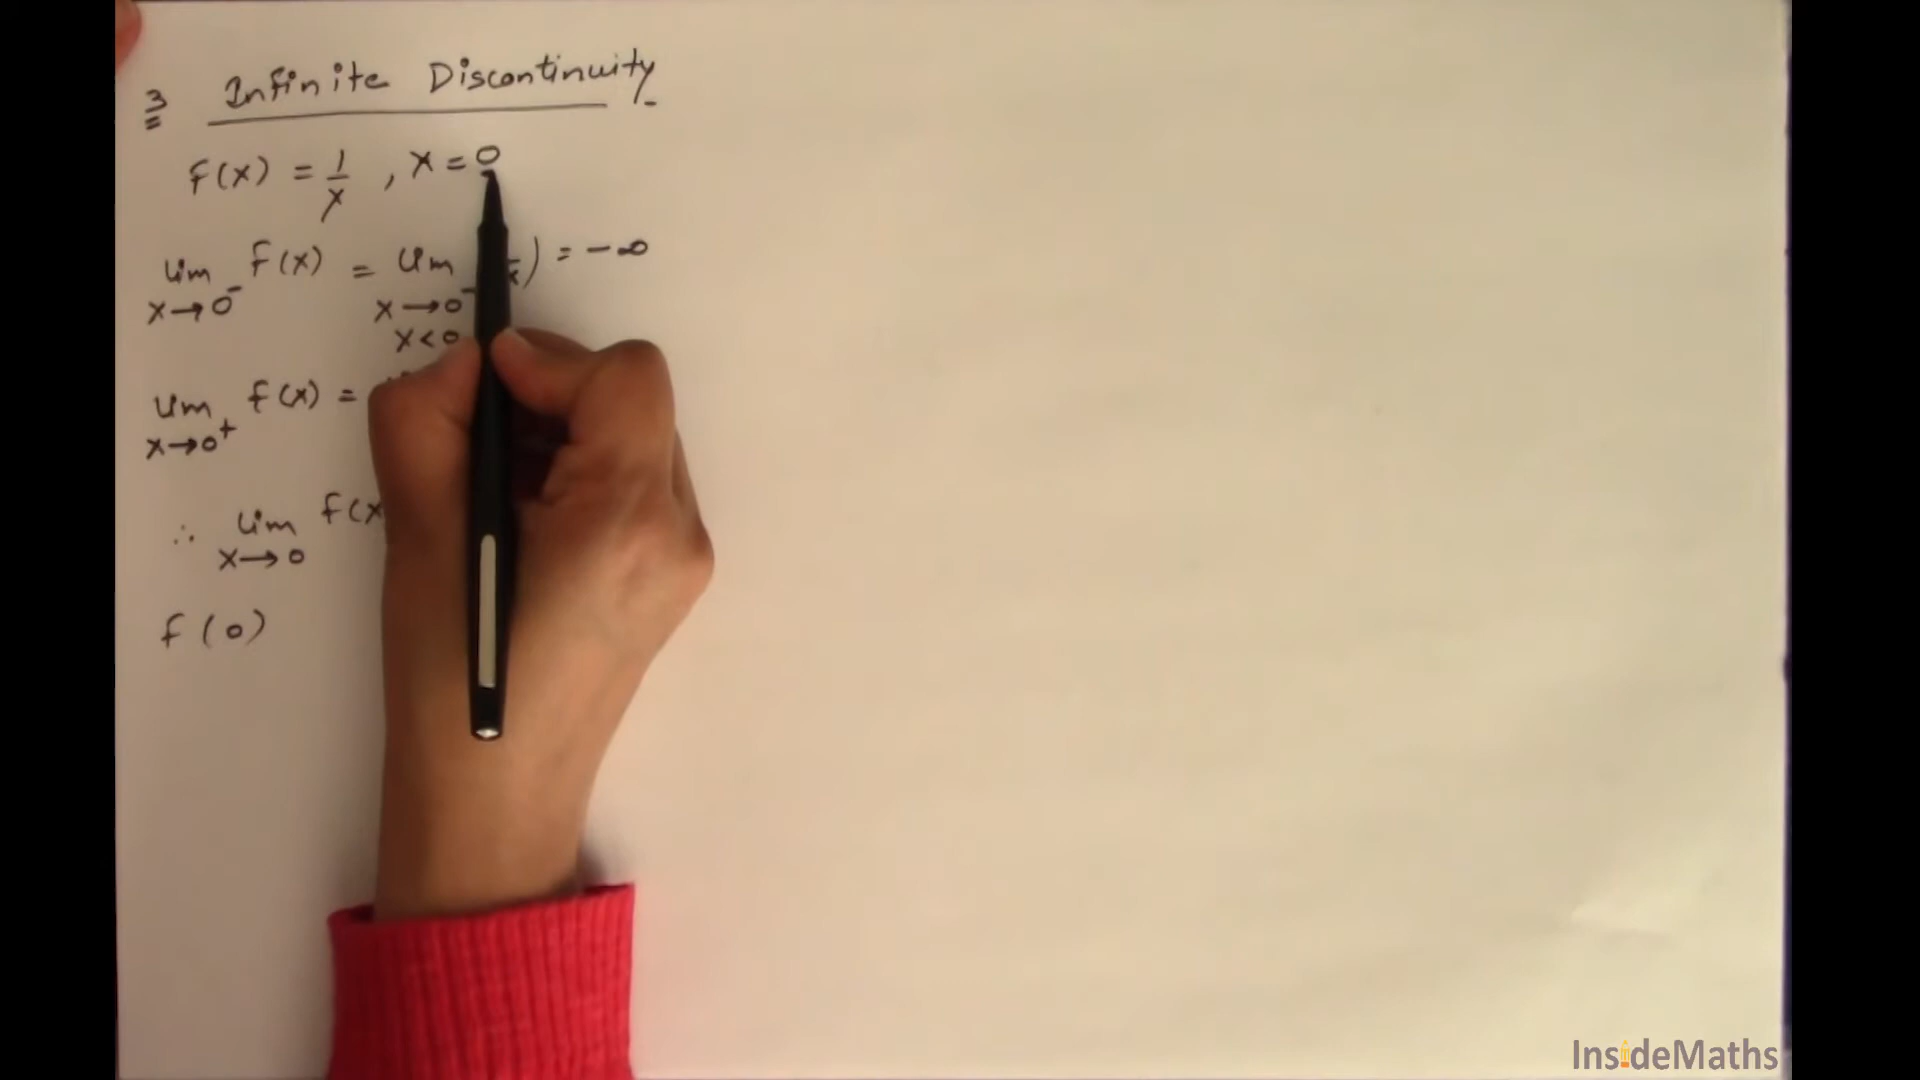 3 Infinite Discontinuity
f(x) = 1/x , x = 0
lim x→0⁻ f(x) = lim x→0⁻ x<0 ) = -∞
lim x→0⁺ f(x) =
∴ lim x→0 f(x
f(0)
InsideMaths